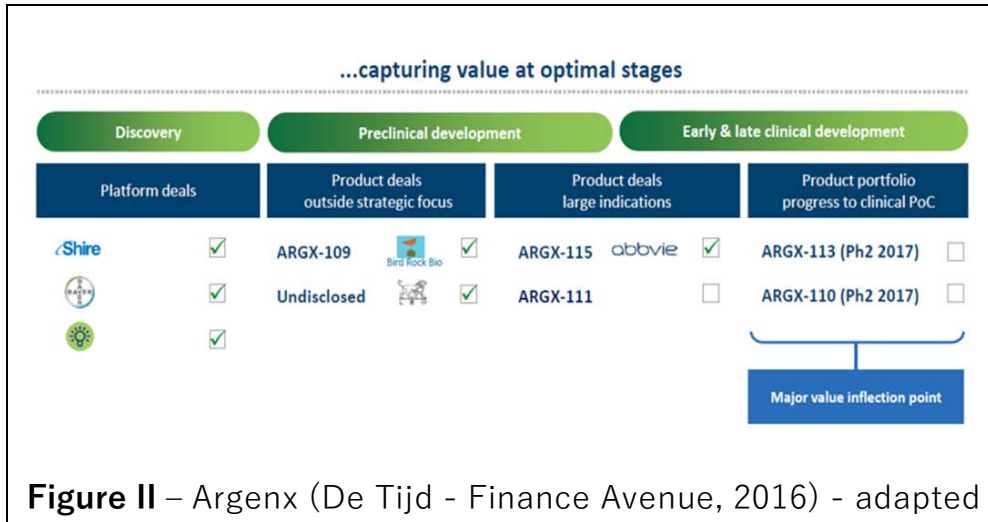 ...capturing value at optimal stages
Discovery
Preclinical development
Early & late clinical development
Platform deals
Product deals
outside strategic focus
Product deals
large indications
Product portfolio
progress to clinical PoC
Shire
ARGX-109
Bird Rock Bio
ARGX-115
abbvie
ARGX-113 (Ph2 2017)
BAYER
Undisclosed
ARGX-111
ARGX-110 (Ph2 2017)
Major value inflection point
Figure II – Argenx (De Tijd - Finance Avenue, 2016) - adapted